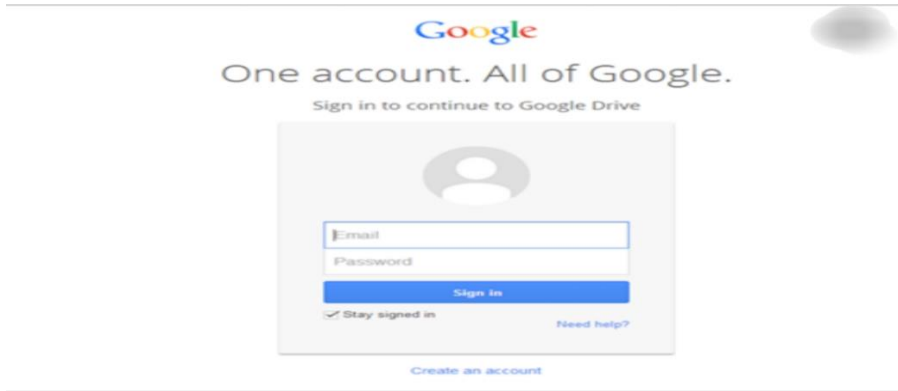 Google
One account. All of Google.
Sign in to continue to Google Drive
Email
Password
Sign in
Stay signed in
Need help?
Create an account